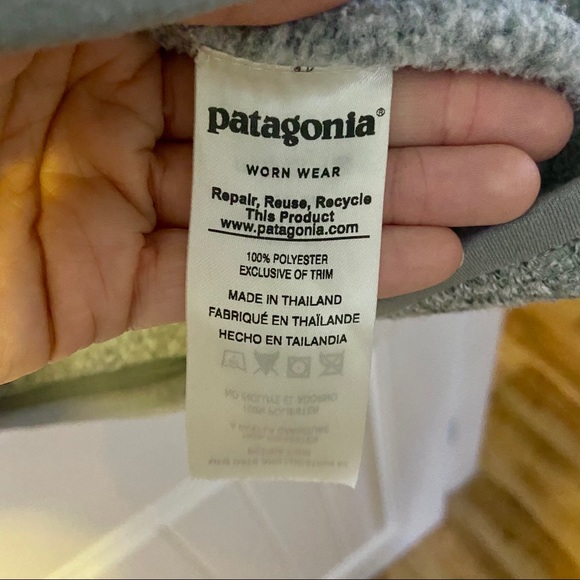 patagonia®
WORN WEAR
Repair, Reuse, Recycle
This Product
www.patagonia.com
100% POLYESTER
EXCLUSIVE OF TRIM
MADE IN THAILAND
FABRIQUÉ EN THAÏLANDE
HECHO EN TAILANDIA